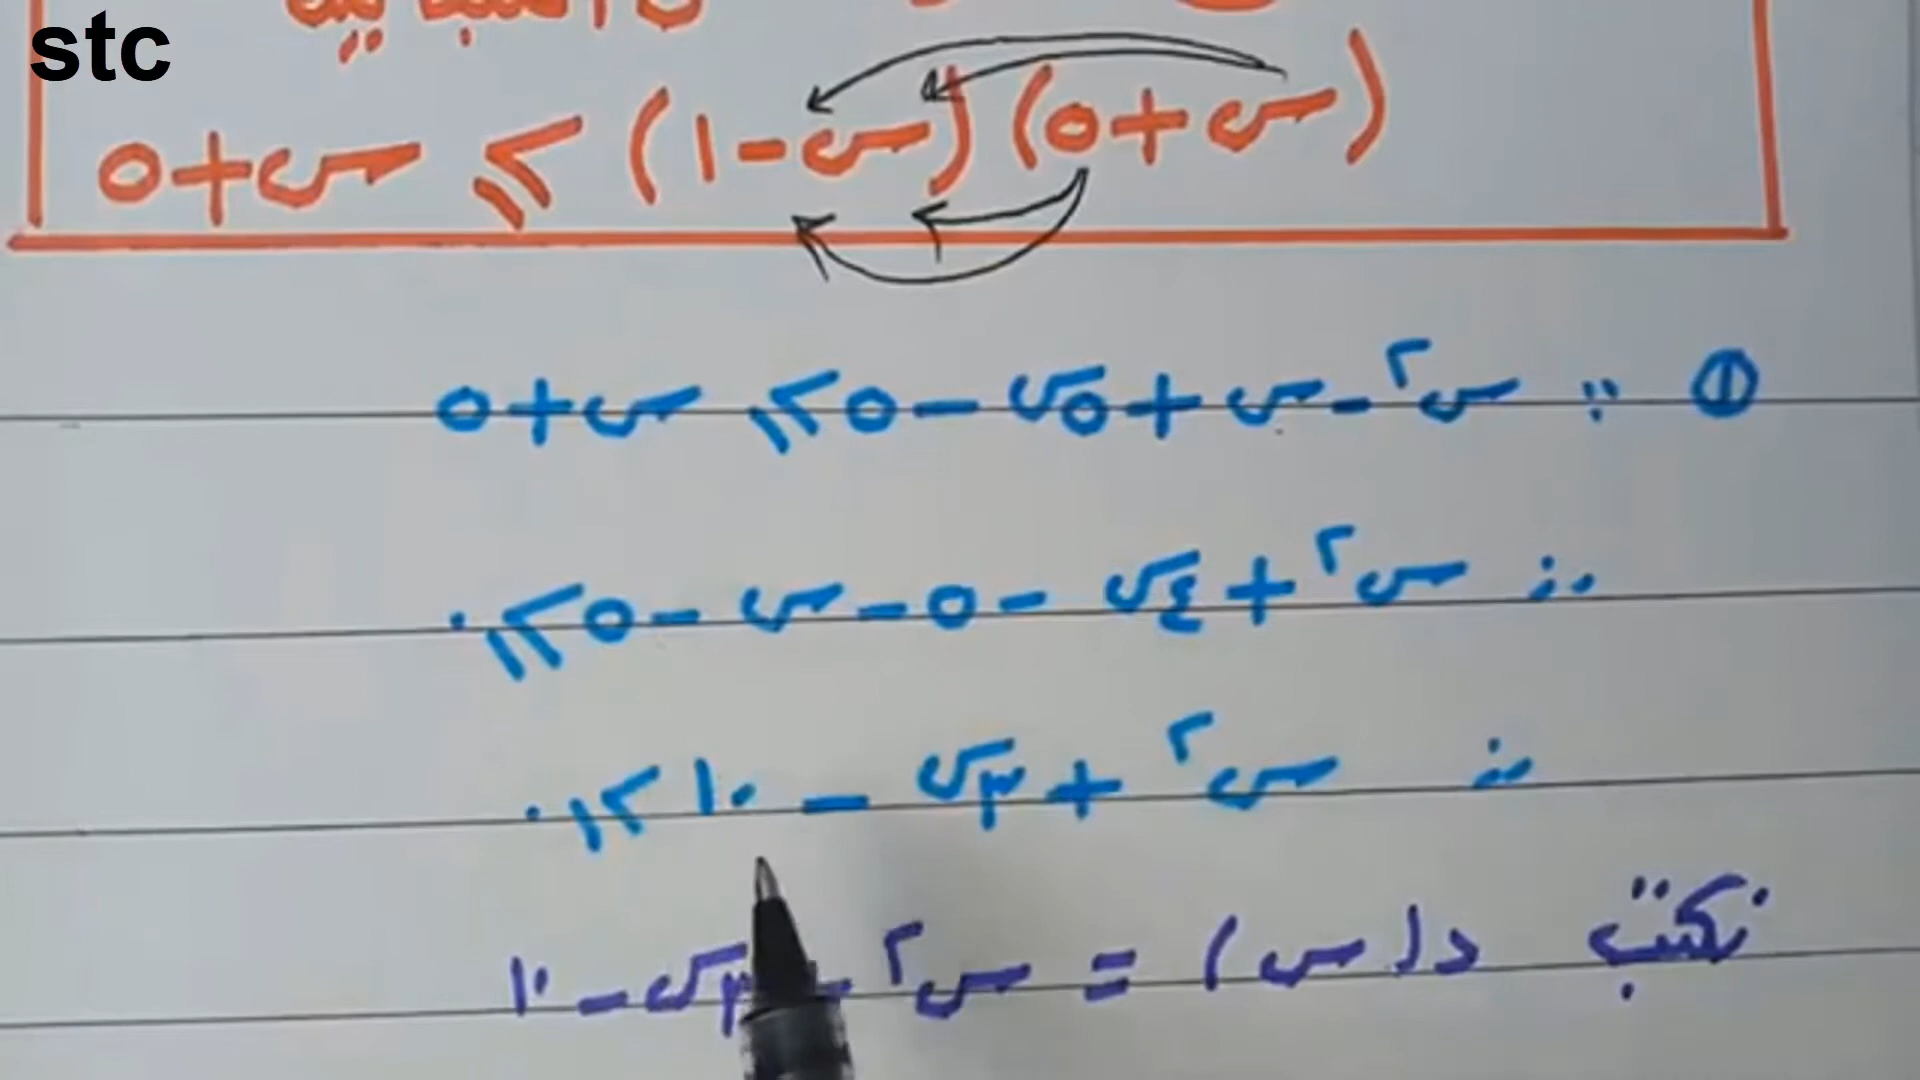 stc
(س+٥)(س-١) ≥ س+٥
① ∵ س٢-س+٥س-٥ ≥ س+٥
∴ س٢+٤س-٥-س-٥ ≥ ٠
∴ س٢+٣س-١٠ ≥ ٠
نكتب د(س) = س٢+٣س-١٠